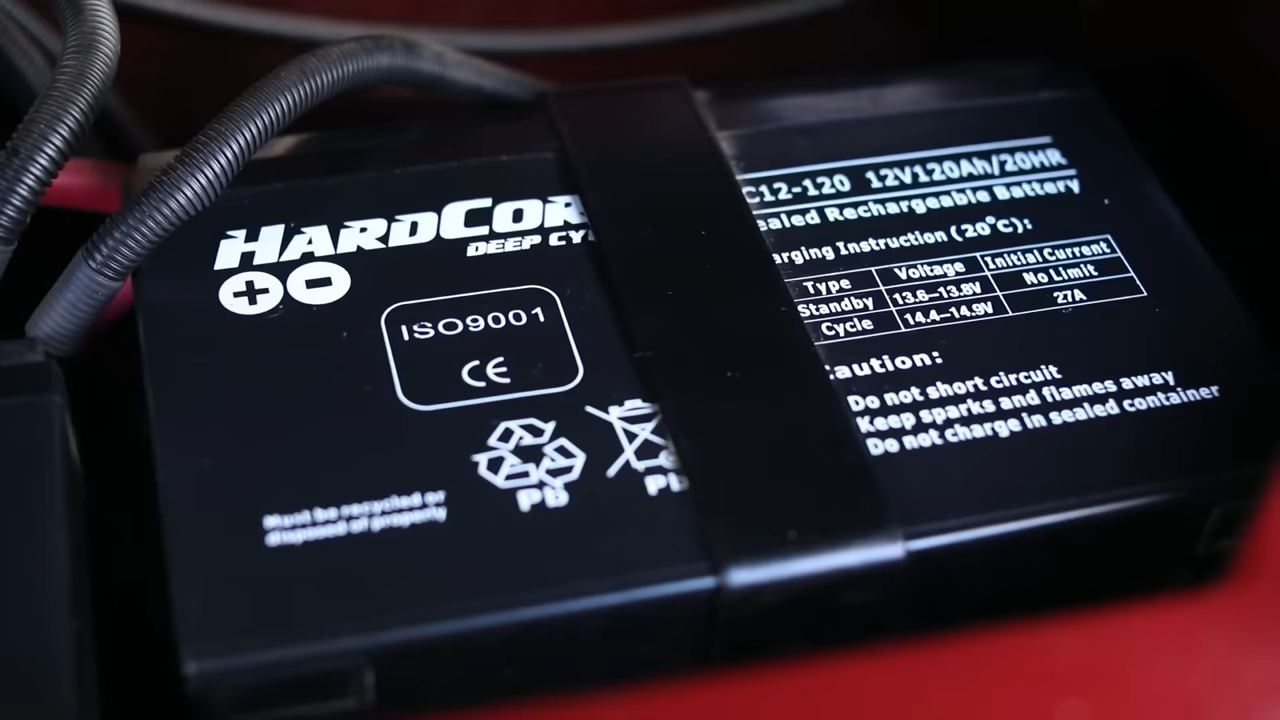 HARDCOR
DEEP CY
ISO9001
CE
Pb
Pb
Must be recycled or
disposed of properly
C12-120 12V120Ah/20HR
ealed Rechargeable Battery
arging Instruction (20°C):
Type Voltage Initial Current
Standby 13.6–13.8V No Limit
Cycle 14.4–14.9V 27A
aution:
Do not short circuit
Keep sparks and flames away
Do not charge in sealed container